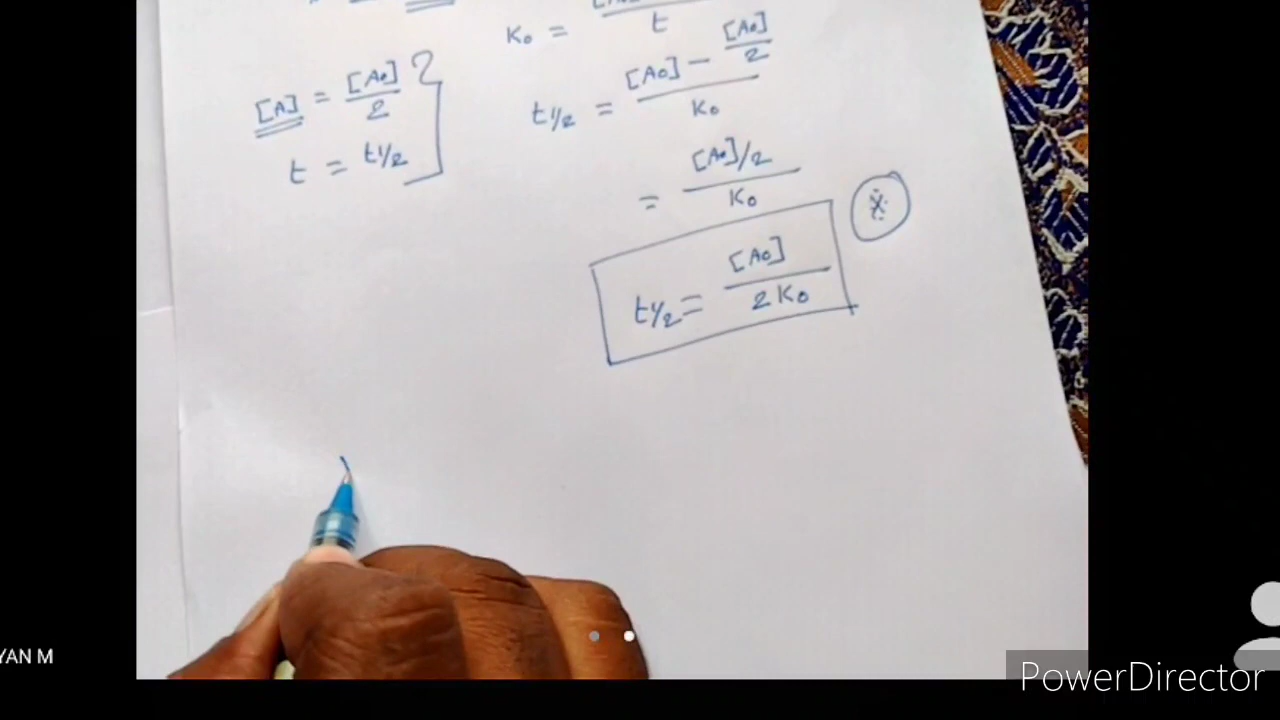 K₀ = ――― / t
[A] = [A₀]/2
t = t½
t½ = ([A₀] - [A₀]/2) / K₀
= ([A₀]/2) / K₀
t½ = [A₀] / 2K₀
YAN M
PowerDirector